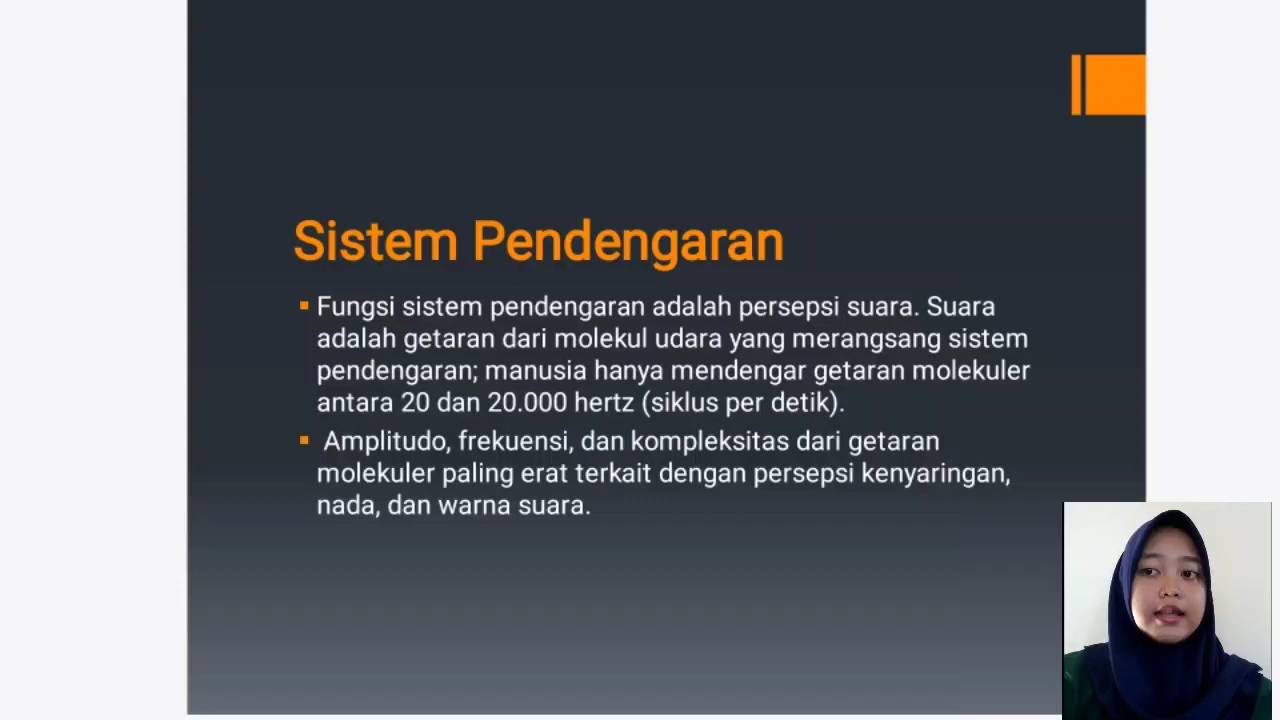 Sistem Pendengaran
Fungsi sistem pendengaran adalah persepsi suara. Suara
adalah getaran dari molekul udara yang merangsang sistem
pendengaran; manusia hanya mendengar getaran molekuler
antara 20 dan 20.000 hertz (siklus per detik).
Amplitudo, frekuensi, dan kompleksitas dari getaran
molekuler paling erat terkait dengan persepsi kenyaringan,
nada, dan warna suara.